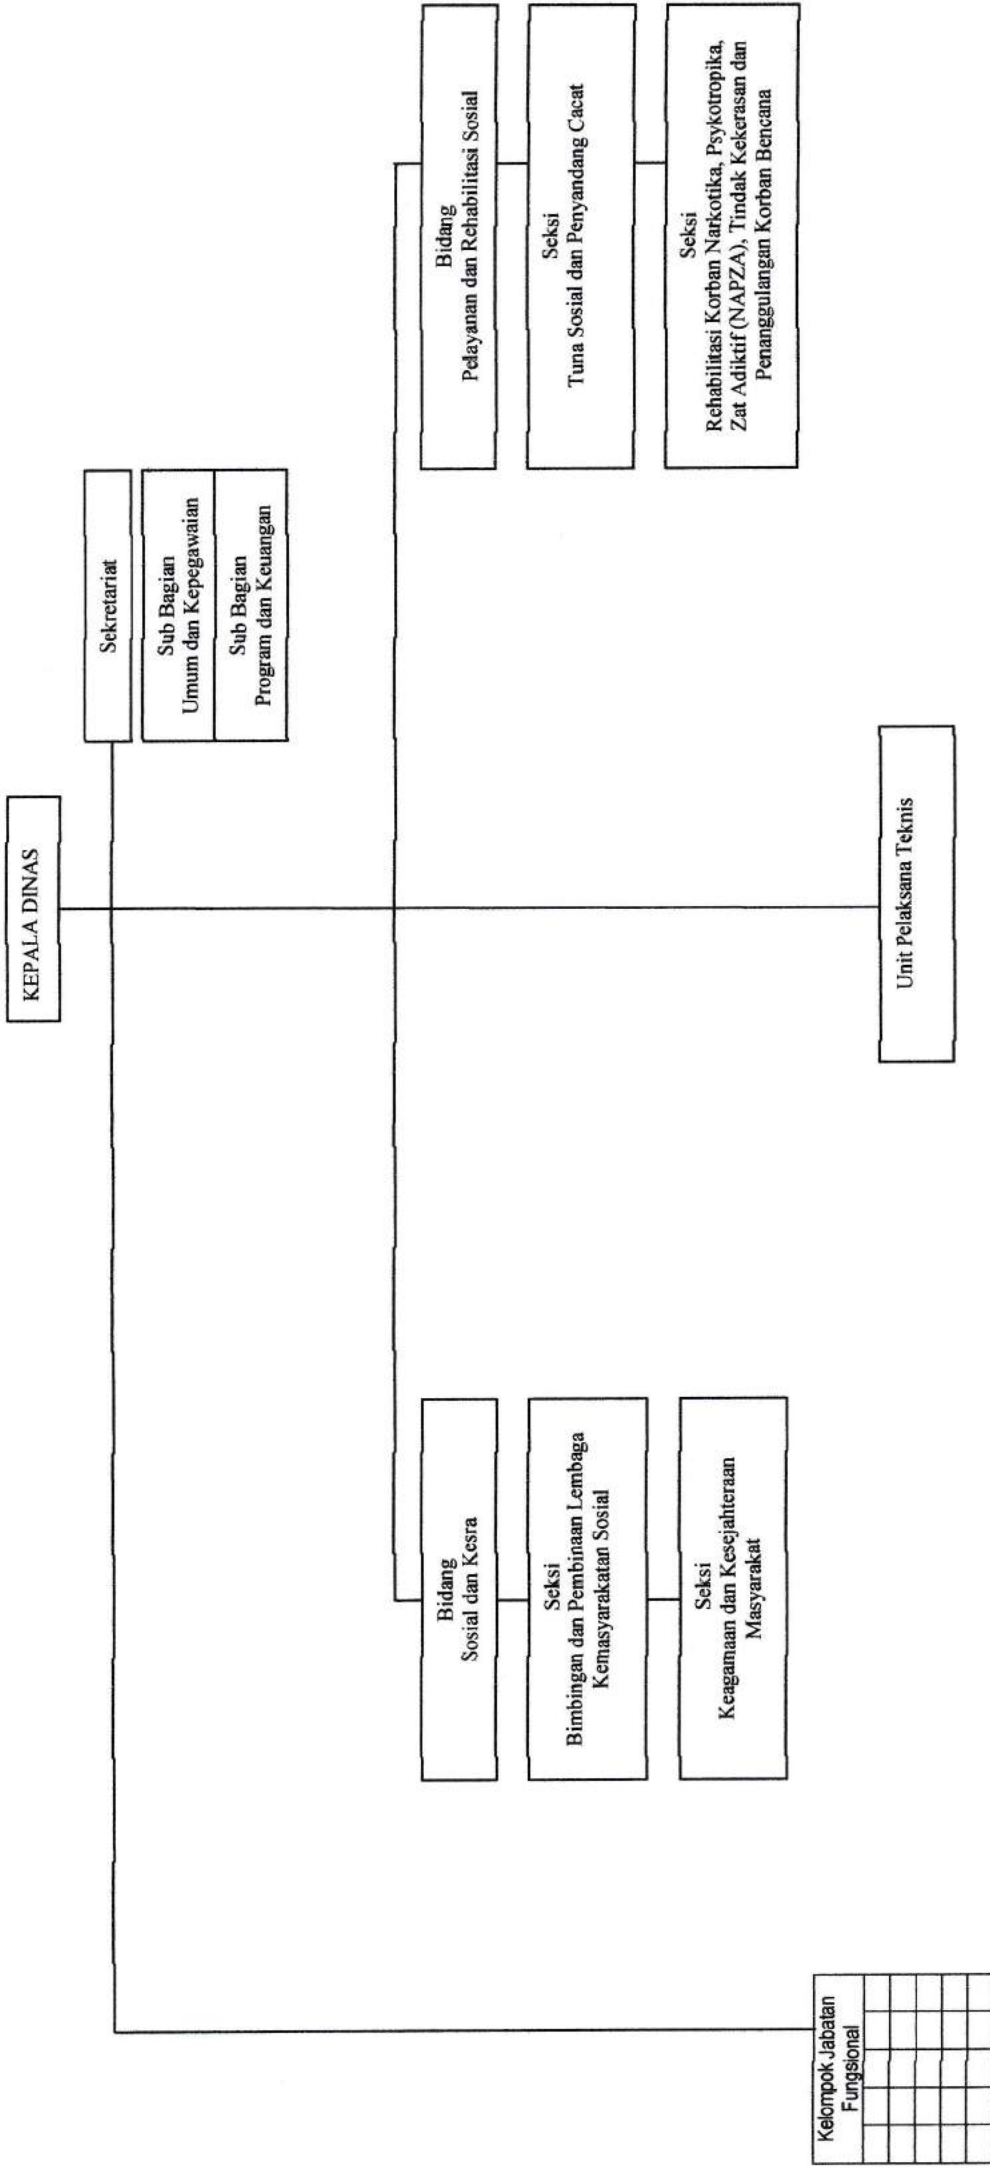 KEPALA DINAS
Sekretariat
Sub Bagian
Umum dan Kepegawaian
Sub Bagian
Program dan Keuangan
Bidang
Sosial dan Kesra
Seksi
Bimbingan dan Pembinaan Lembaga
Kemasyarakatan Sosial
Seksi
Keagamaan dan Kesejahteraan
Masyarakat
Bidang
Pelayanan dan Rehabilitasi Sosial
Seksi
Tuna Sosial dan Penyandang Cacat
Seksi
Rehabilitasi Korban Narkotika, Psykotropika,
Zat Adiktif (NAPZA), Tindak Kekerasan dan
Penanggulangan Korban Bencana
Kelompok Jabatan
Fungsional
Unit Pelaksana Teknis